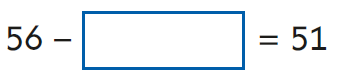 56 – = 51